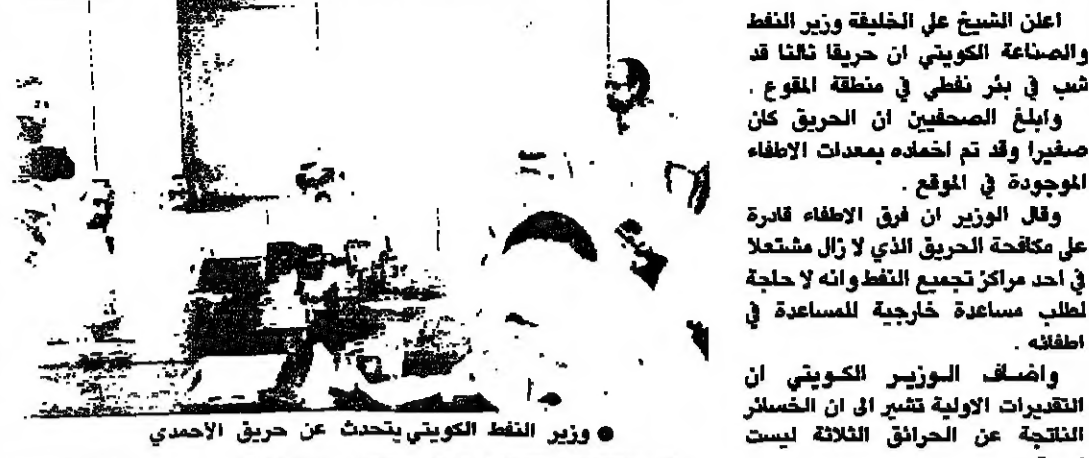 اعلن الشيخ علي الخليفة وزير النفط
والصناعة الكويتي ان حريقا ثالثا قد
شب في بئر نفطي في منطقة المقوع .
وابلغ الصحفيين ان الحريق كان
صغيرا وقد تم اخماده بمعدات الاطفاء
الموجودة في الموقع .
وقال الوزير ان فرق الاطفاء قادرة
على مكافحة الحريق الذي لا زال مشتعلا
في احد مراكز تجميع النفط وانه لا حاجة
لطلب مساعدة خارجية للمساعدة في
اطفائه .
واضاف الوزير الكويتي ان
التقديرات الاولية تشير الى ان الخسائر
الناتجة عن الحرائق الثلاثة ليست
● وزير النفط الكويتي يتحدث عن حريق الأحمدي